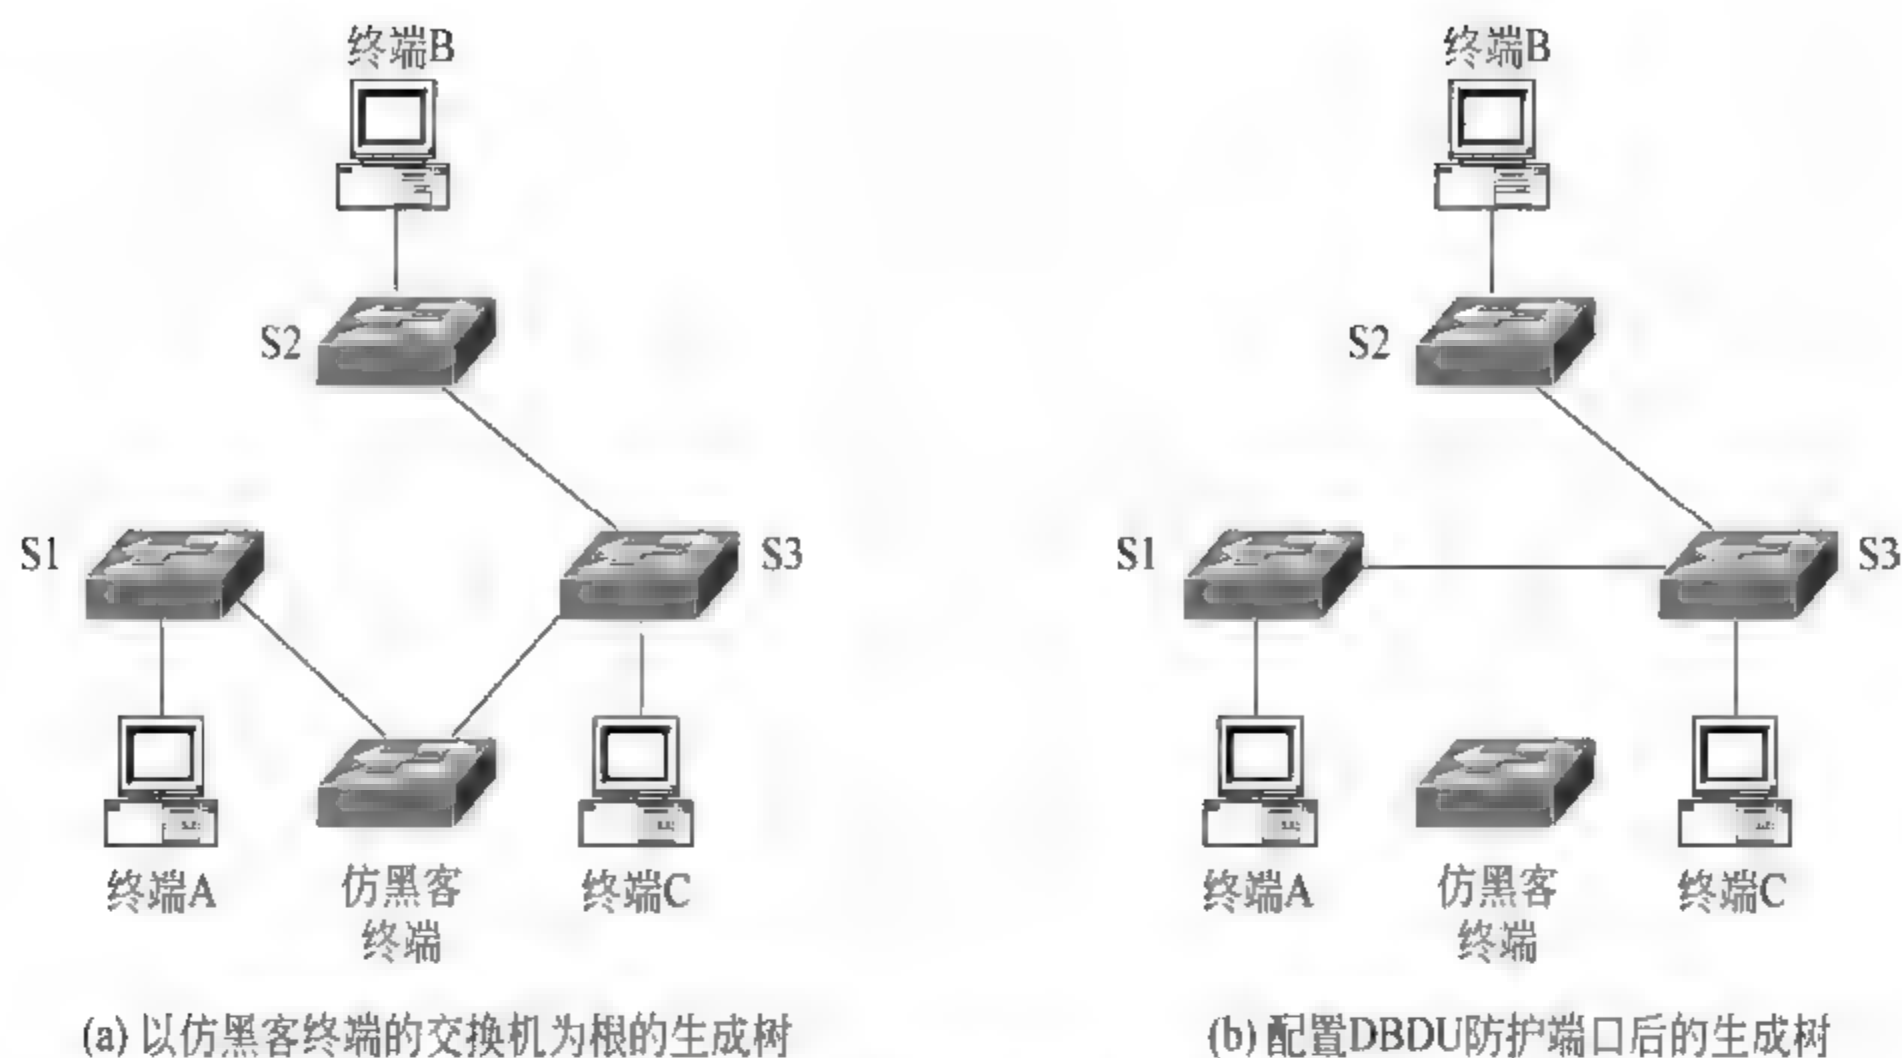 终端B
S2
S1
S3
终端A
仿黑客
终端
终端C
(a) 以仿黑客终端的交换机为根的生成树
终端B
S2
S1
S3
终端A
仿黑客
终端
终端C
(b) 配置DBDU防护端口后的生成树